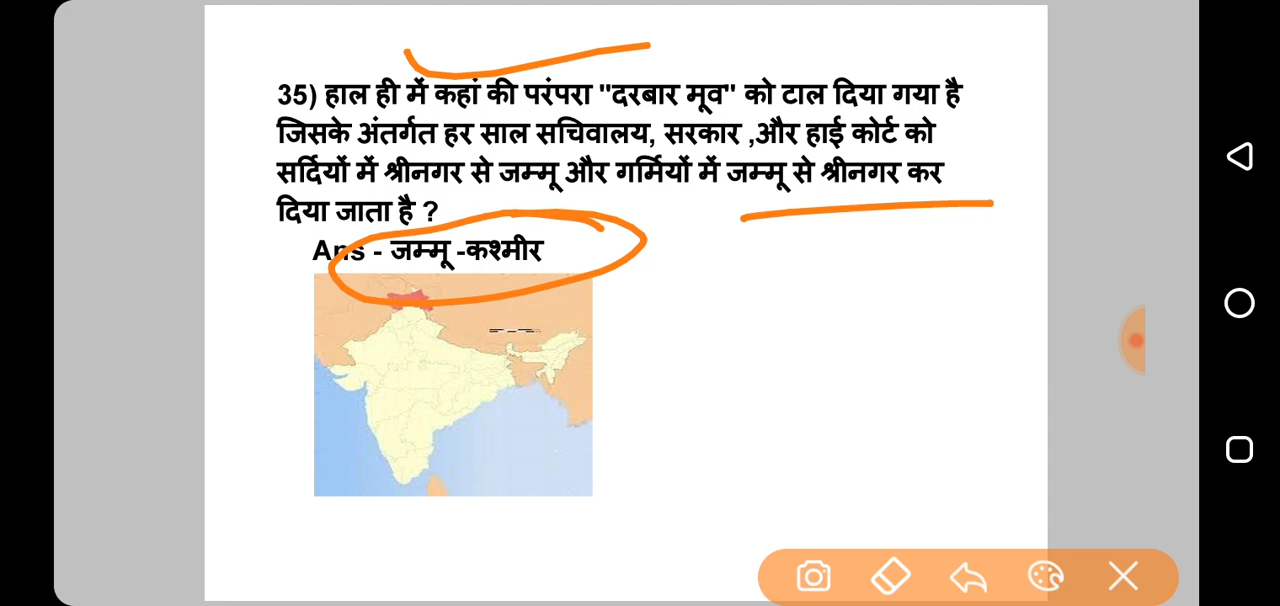 35) हाल ही में कहां की परंपरा "दरबार मूव" को टाल दिया गया है
जिसके अंतर्गत हर साल सचिवालय, सरकार ,और हाई कोर्ट को
सर्दियों में श्रीनगर से जम्मू और गर्मियों में जम्मू से श्रीनगर कर
दिया जाता है ?
Ans - जम्मू -कश्मीर